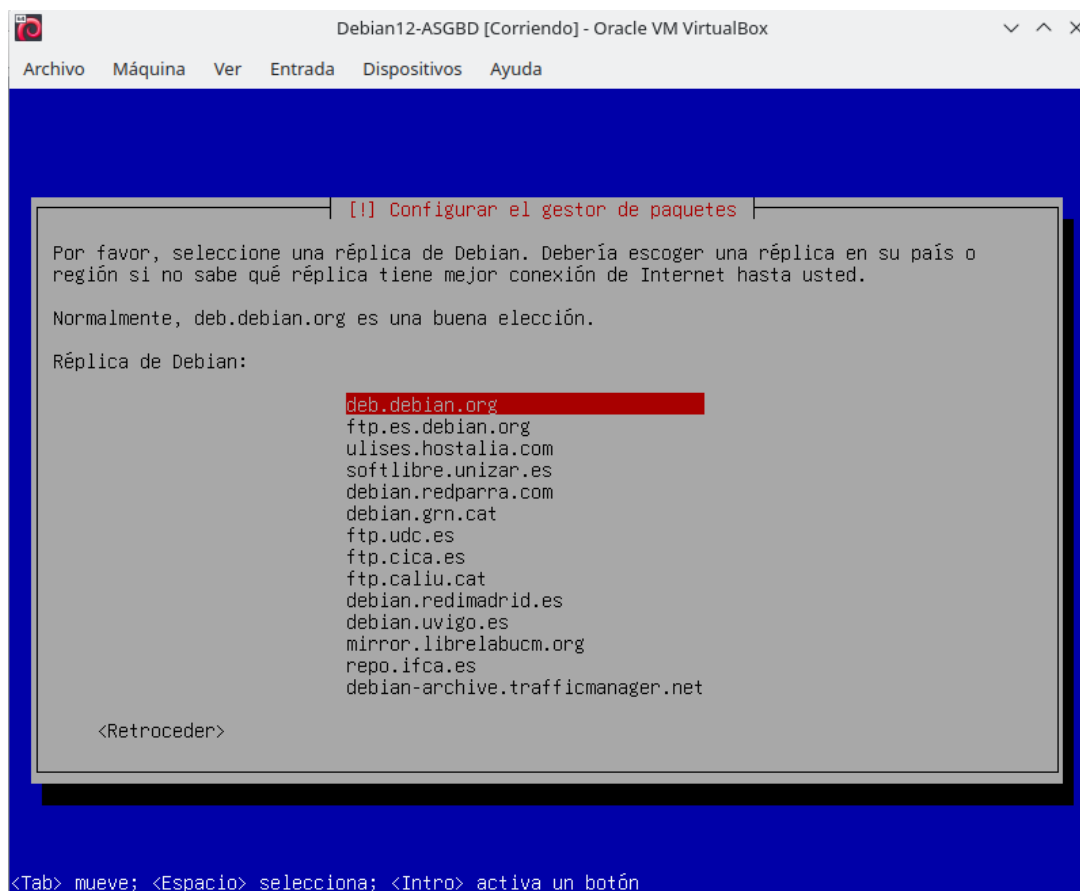 Debian12-ASGBD [Corriendo] - Oracle VM VirtualBox
Archivo Máquina Ver Entrada Dispositivos Ayuda
[!] Configurar el gestor de paquetes
Por favor, seleccione una réplica de Debian. Debería escoger una réplica en su país o
región si no sabe qué réplica tiene mejor conexión de Internet hasta usted.
Normalmente, deb.debian.org es una buena elección.
Réplica de Debian:
deb.debian.org
ftp.es.debian.org
ulises.hostalia.com
softlibre.unizar.es
debian.redparra.com
debian.grn.cat
ftp.udc.es
ftp.cica.es
ftp.caliu.cat
debian.redimadrid.es
debian.uvigo.es
mirror.librelabucm.org
repo.ifca.es
debian-archive.trafficmanager.net
<Retroceder>
<Tab> mueve; <Espacio> selecciona; <Intro> activa un botón